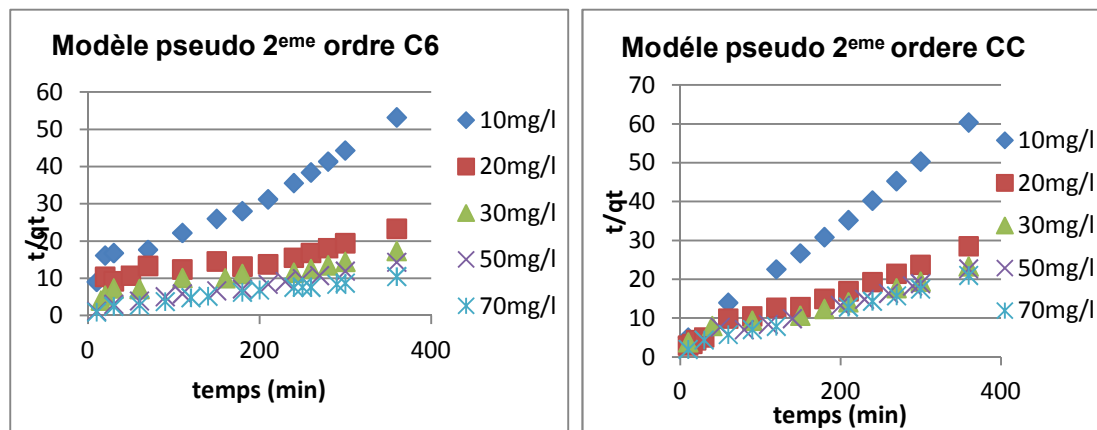 Modèle pseudo 2eme ordre C6
60
50
40
30
20
10
0
0
200
400
t/qt
temps (min)
10mg/l
20mg/l
30mg/l
50mg/l
70mg/l
Modéle pseudo 2eme ordere CC
70
60
50
40
30
20
10
0
0
200
400
t/qt
temps (min)
10mg/l
20mg/l
30mg/l
50mg/l
70mg/l